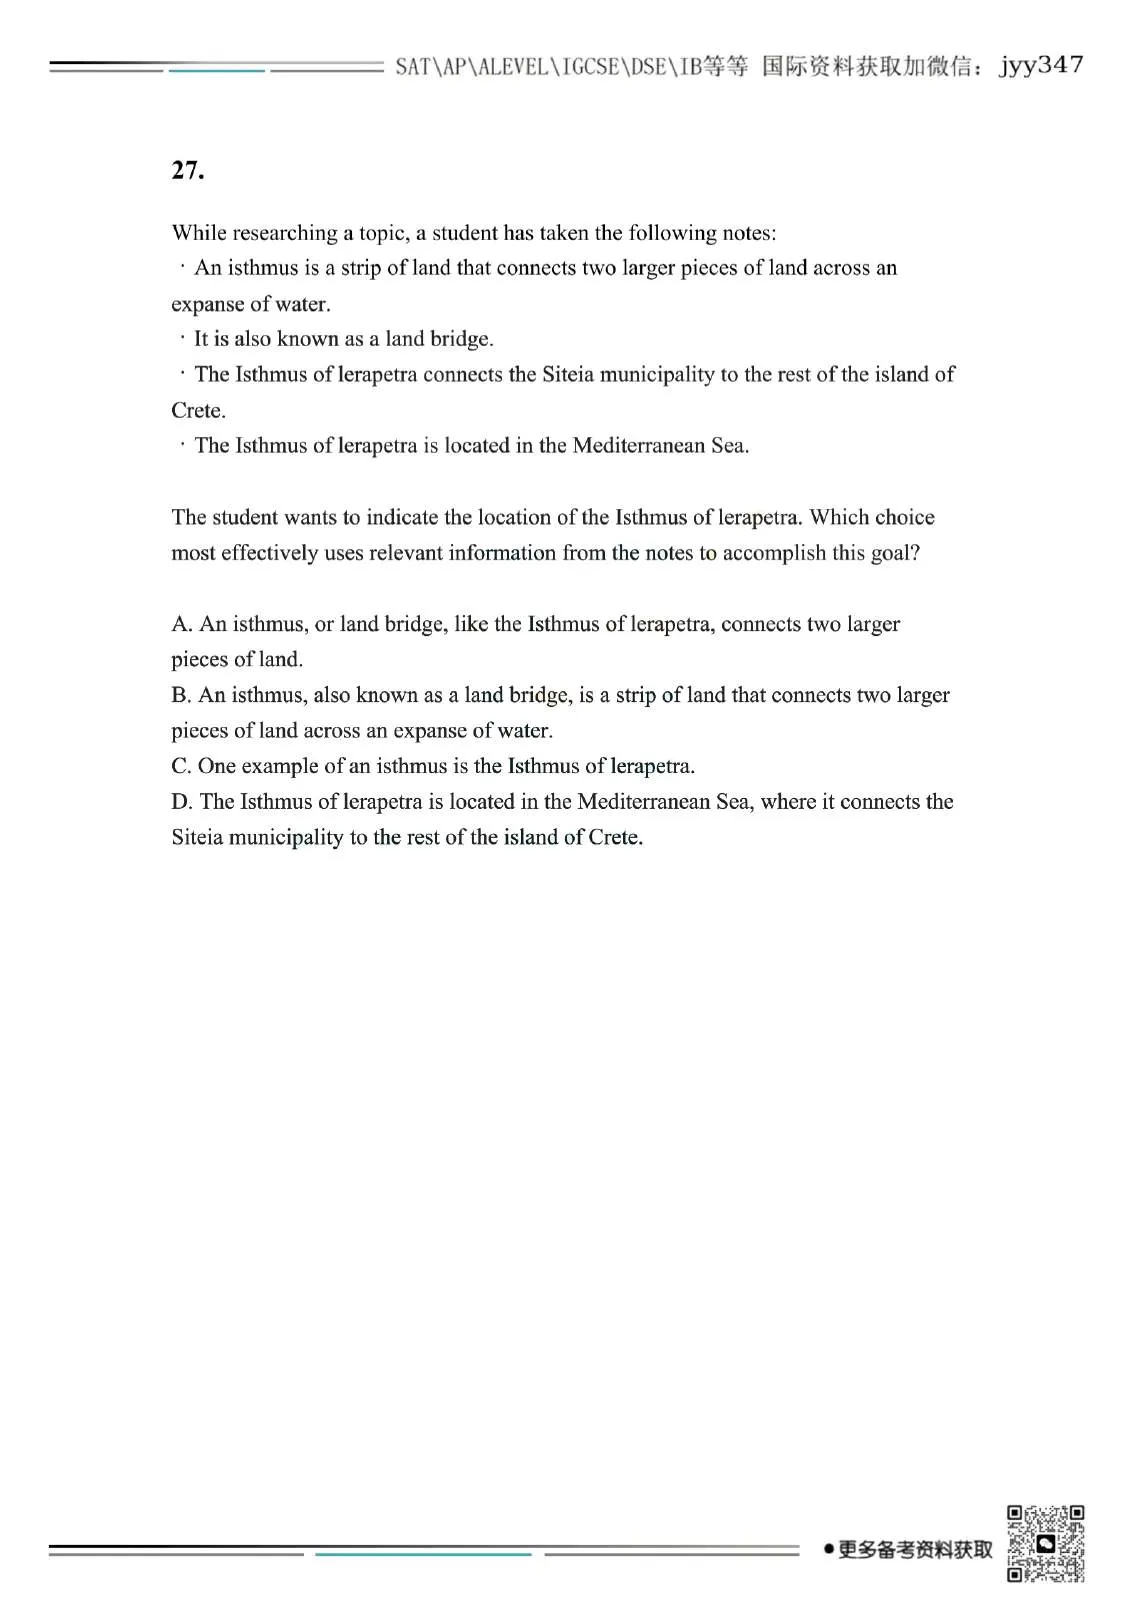 SAT\AP\ALEVEL\IGCSE\DSE\IB等等 国际资料获取加微信：jyy347
27.
While researching a topic, a student has taken the following notes:
· An isthmus is a strip of land that connects two larger pieces of land across an
expanse of water.
· It is also known as a land bridge.
· The Isthmus of lerapetra connects the Siteia municipality to the rest of the island of
Crete.
· The Isthmus of lerapetra is located in the Mediterranean Sea.
The student wants to indicate the location of the Isthmus of lerapetra. Which choice
most effectively uses relevant information from the notes to accomplish this goal?
A. An isthmus, or land bridge, like the Isthmus of lerapetra, connects two larger
pieces of land.
B. An isthmus, also known as a land bridge, is a strip of land that connects two larger
pieces of land across an expanse of water.
C. One example of an isthmus is the Isthmus of lerapetra.
D. The Isthmus of lerapetra is located in the Mediterranean Sea, where it connects the
Siteia municipality to the rest of the island of Crete.
●更多备考资料获取